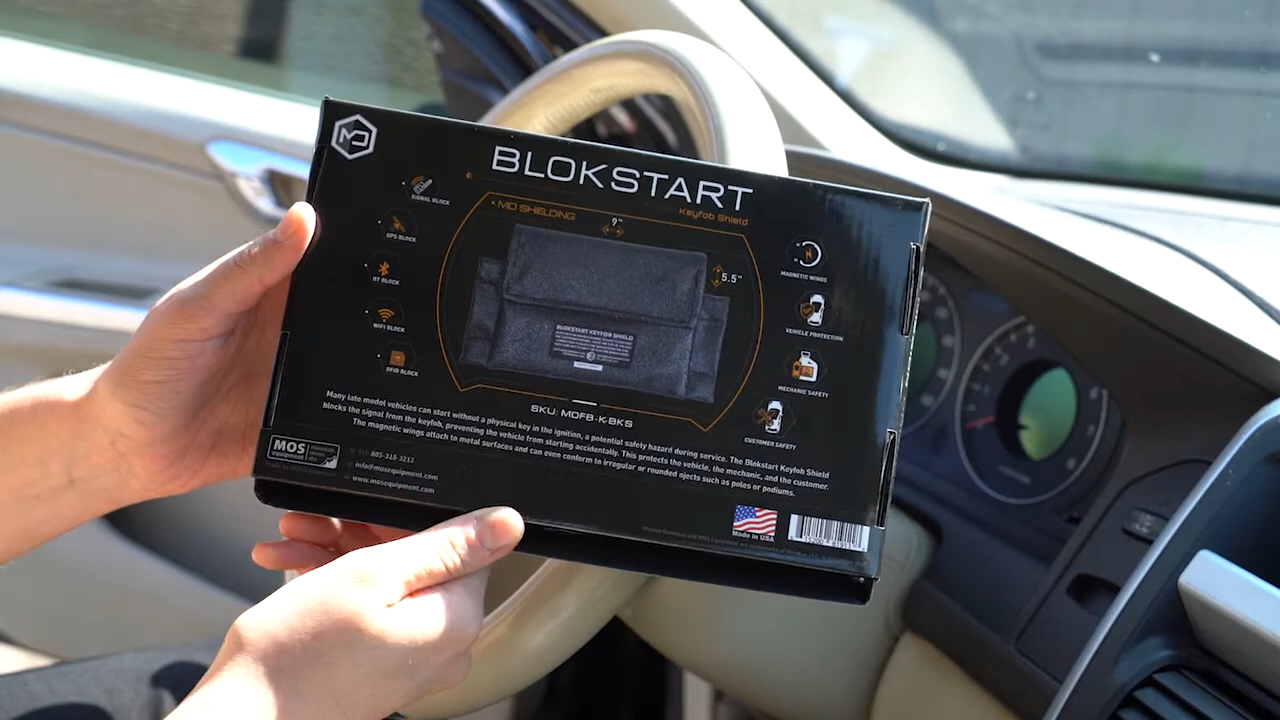 BLOKSTART
Keyfob Shield
SIGNAL BLOCK
GPS BLOCK
BT BLOCK
WIFI BLOCK
RFID BLOCK
MD SHIELDING
9"
5.5"
BLOKSTART KEYFOB SHIELD
MAGNETIC WINGS
VEHICLE PROTECTION
MECHANIC SAFETY
CUSTOMER SAFETY
SKU: MDFB-K-BKS
Many late model vehicles can start without a physical key in the ignition, a potential safety hazard during service. The Blokstart Keyfob Shield
blocks the signal from the keyfob, preventing the vehicle from starting accidentally. This protects the vehicle, the mechanic, and the customer.
The magnetic wings attach to metal surfaces and can even conform to irregular or rounded ojects such as poles or podiums.
MOS
equipment
805-318-3212
info@mosequipment.com
www.mosequipment.com
Made in USA